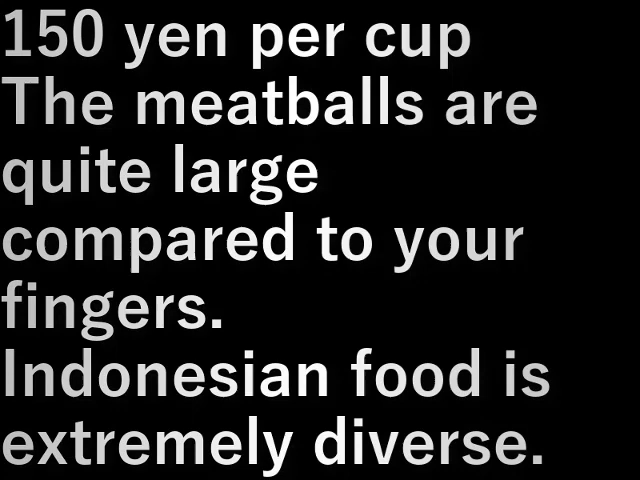 150 yen per cup
The meatballs are
quite large
compared to your
fingers.
Indonesian food is
extremely diverse.